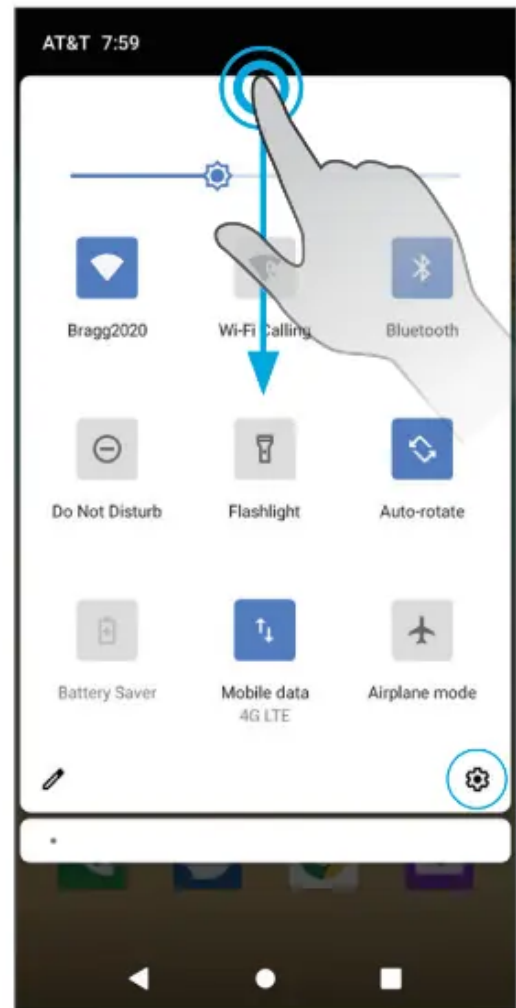 AT&T 7:59
Bragg2020
Wi-Fi Calling
Bluetooth
Do Not Disturb
Flashlight
Auto-rotate
Battery Saver
Mobile data
4G LTE
Airplane mode